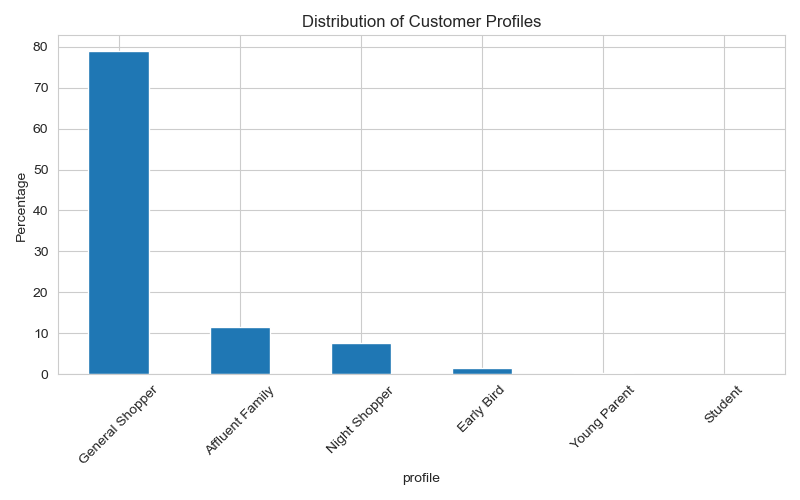 Distribution of Customer Profiles
Percentage
80
70
60
50
40
30
20
10
0
General Shopper
Affluent Family
Night Shopper
Early Bird
Young Parent
Student
profile